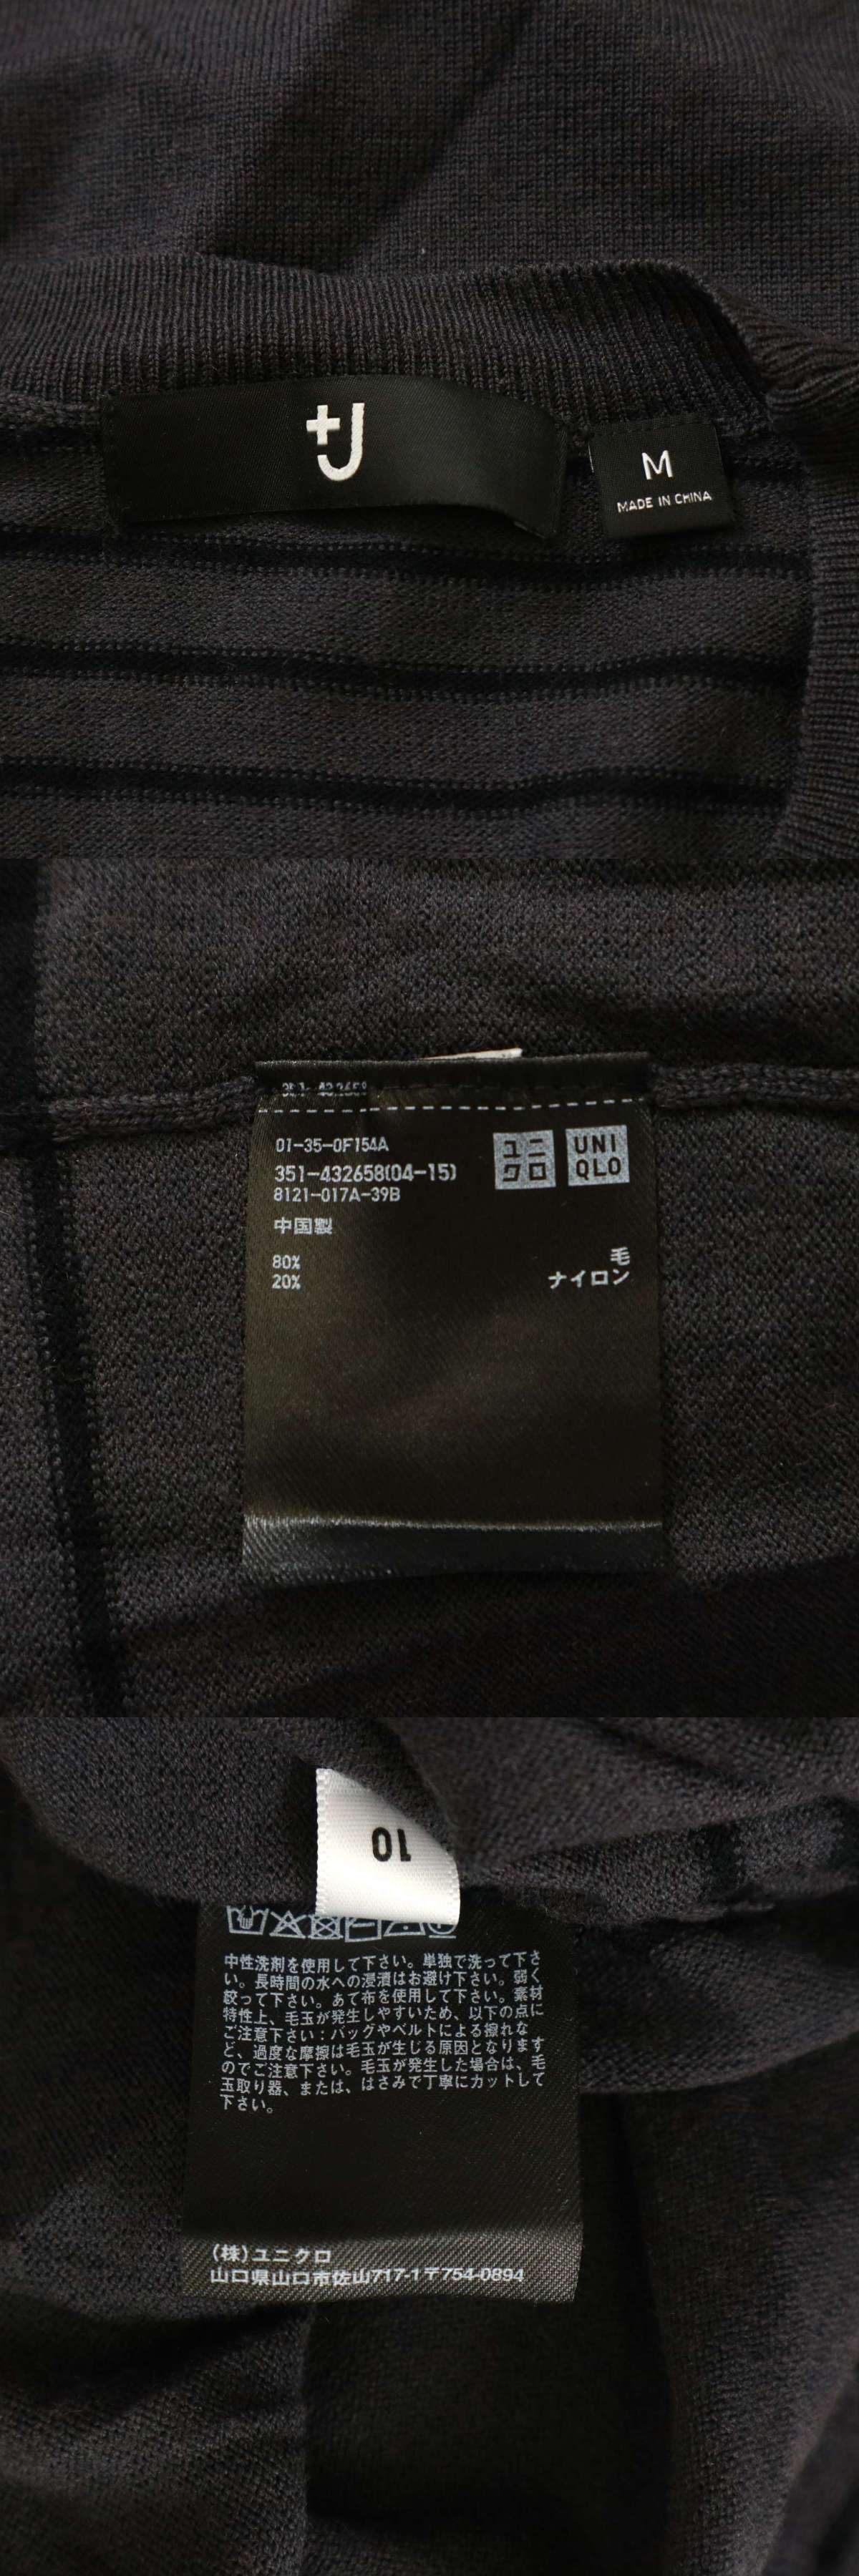 +J
M
MADE IN CHINA
351-432658
01-35-0F154A
351-432658(04-15)
8121-017A-39B
ユニクロ
UNIQLO
中国製
80% 毛
20% ナイロン
10
中性洗剤を使用して下さい。単独で洗って下さ
い。長時間の水への浸漬はお避け下さい。弱く
絞って下さい。あて布を使用して下さい。素材
特性上、毛玉が発生しやすいため、以下の点に
ご注意下さい：バッグやベルトによる擦れな
ど、過度な摩擦は毛玉が生じる原因となります
のでご注意下さい。毛玉が発生した場合は、毛
玉取り器、または、はさみで丁寧にカットして
下さい。
(株)ユニクロ
山口県山口市佐山717-1〒754-0894